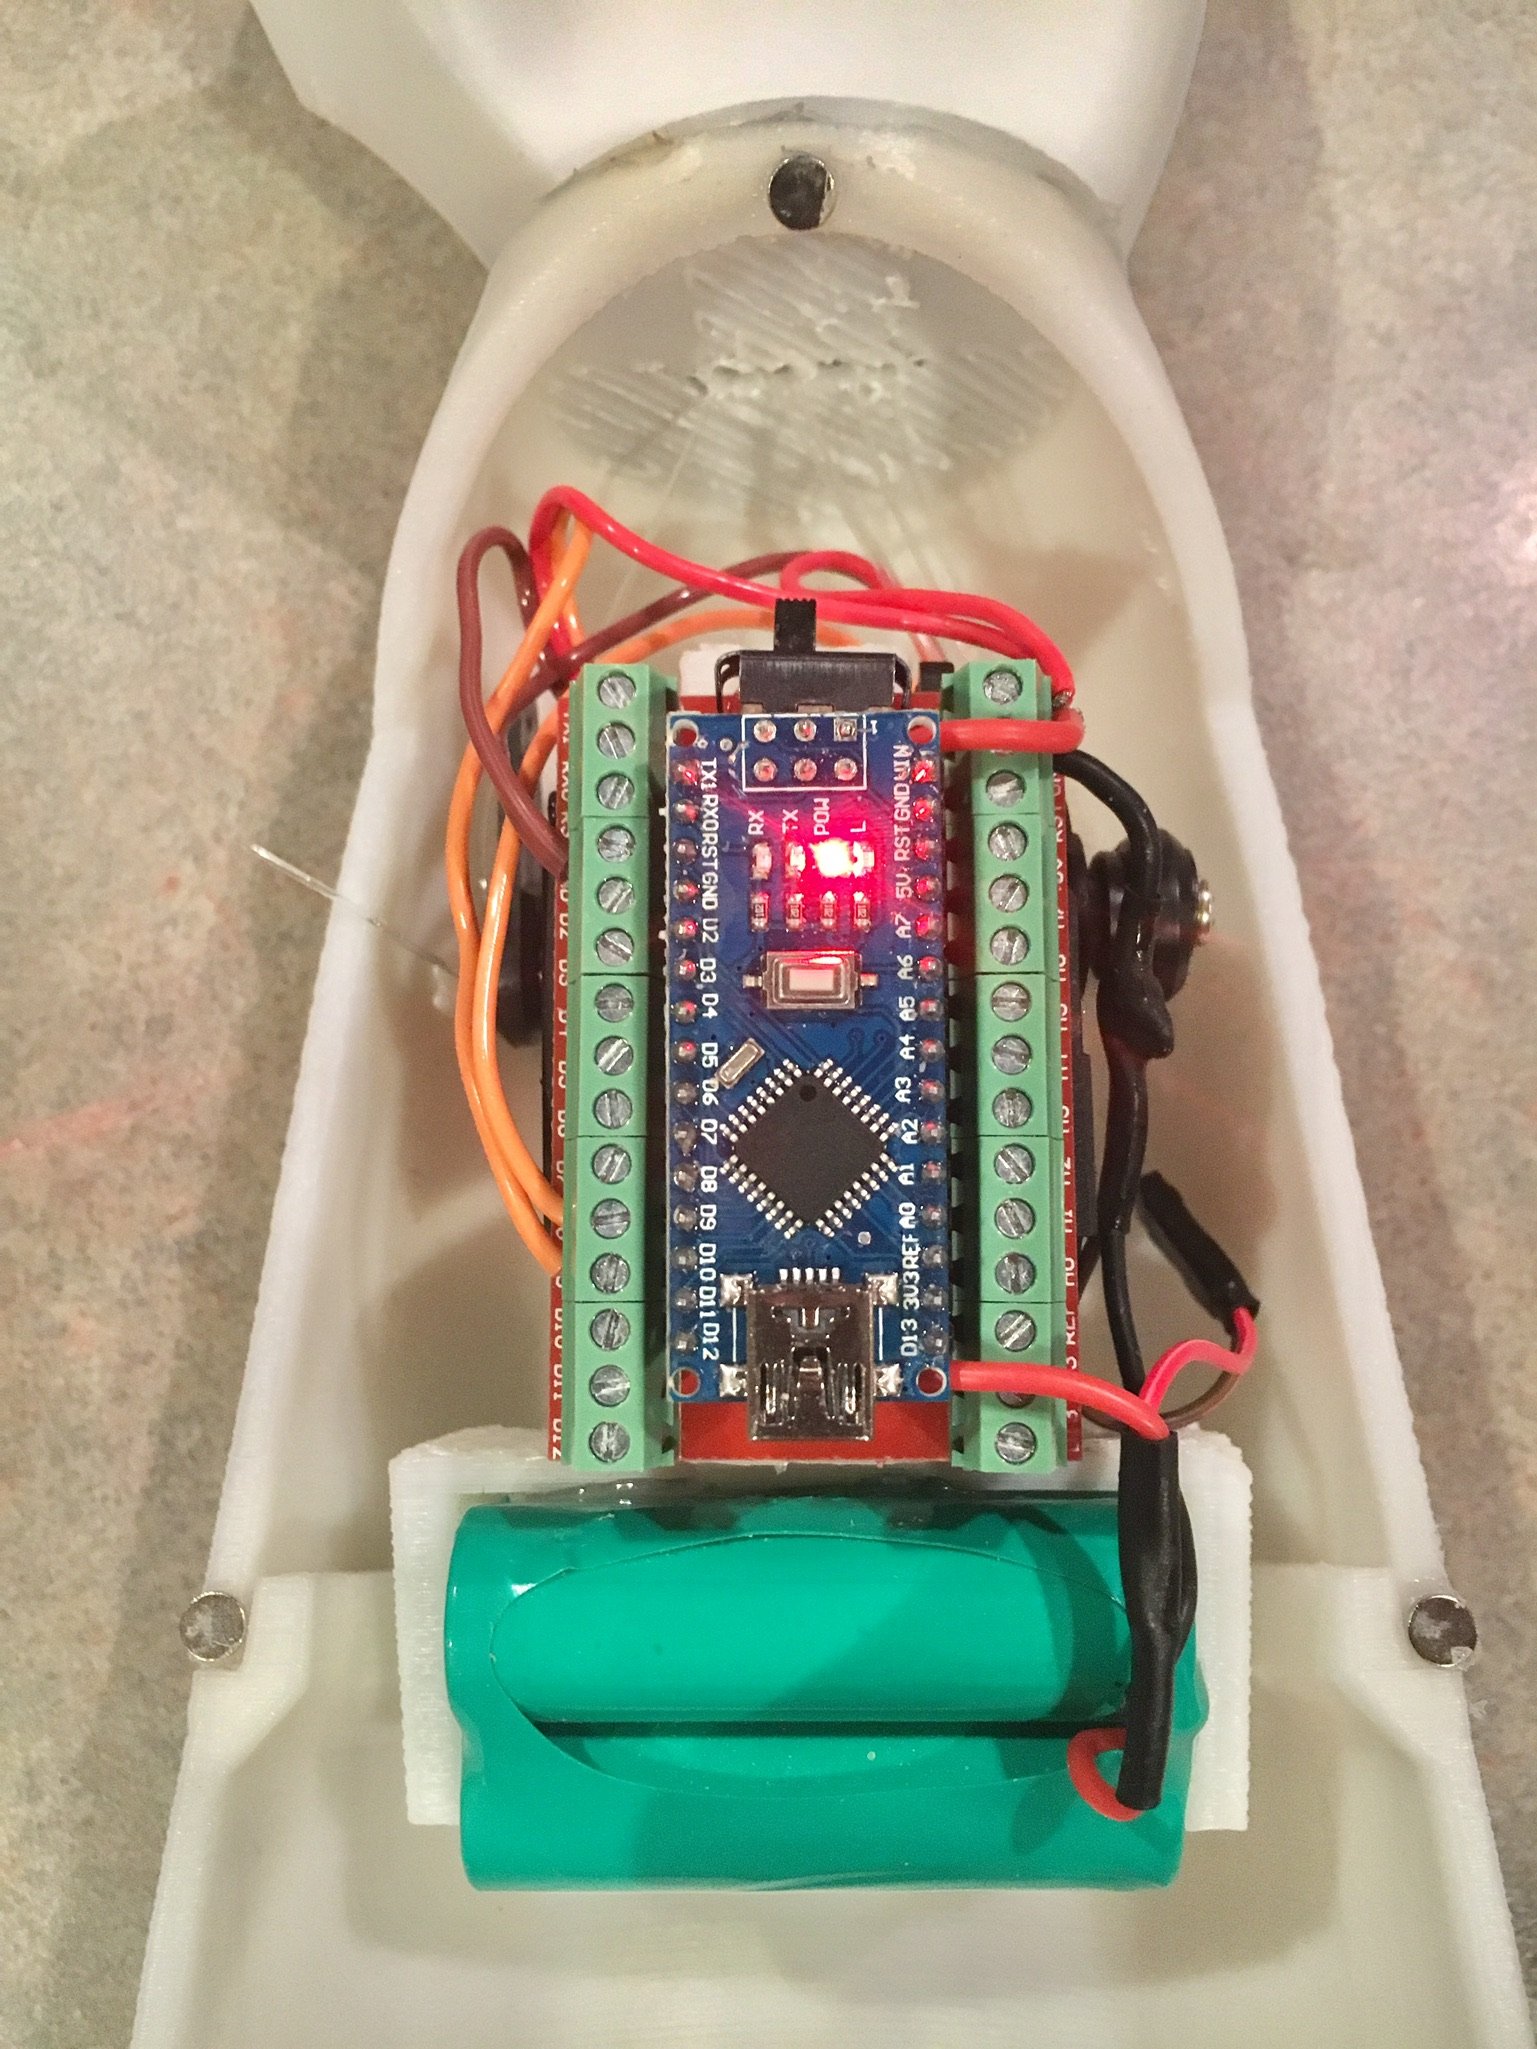 TX1 RX0 RST GND D2 D3 D4 D5 D6 D7 D8 D9 D10 D11 D12
1
RX TX POW L
VIN GND RST 5V A7 A6 A5 A4 A3 A2 A1 A0 REF 3V3 D13
D10 D11 D12